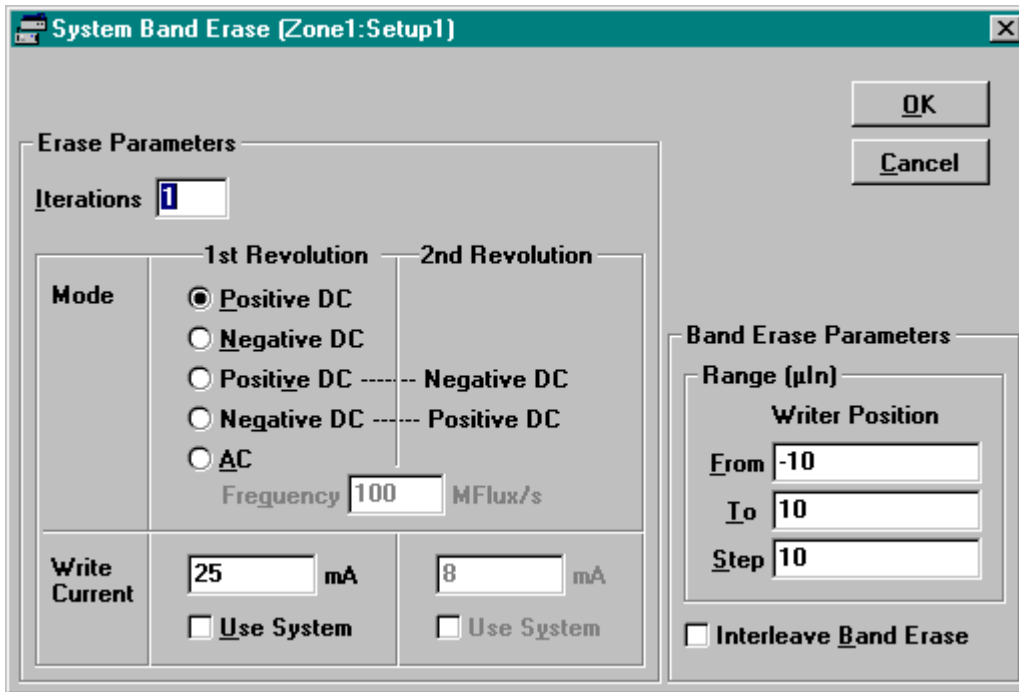 System Band Erase (Zone1:Setup1)
OK
Cancel
Erase Parameters
Iterations 1
1st Revolution 2nd Revolution
Mode
Positive DC
Negative DC
Positive DC ------- Negative DC
Negative DC ------ Positive DC
AC
Frequency 100 MFlux/s
Write Current
25 mA
8 mA
Use System
Use System
Band Erase Parameters
Range (µIn)
Writer Position
From -10
To 10
Step 10
Interleave Band Erase